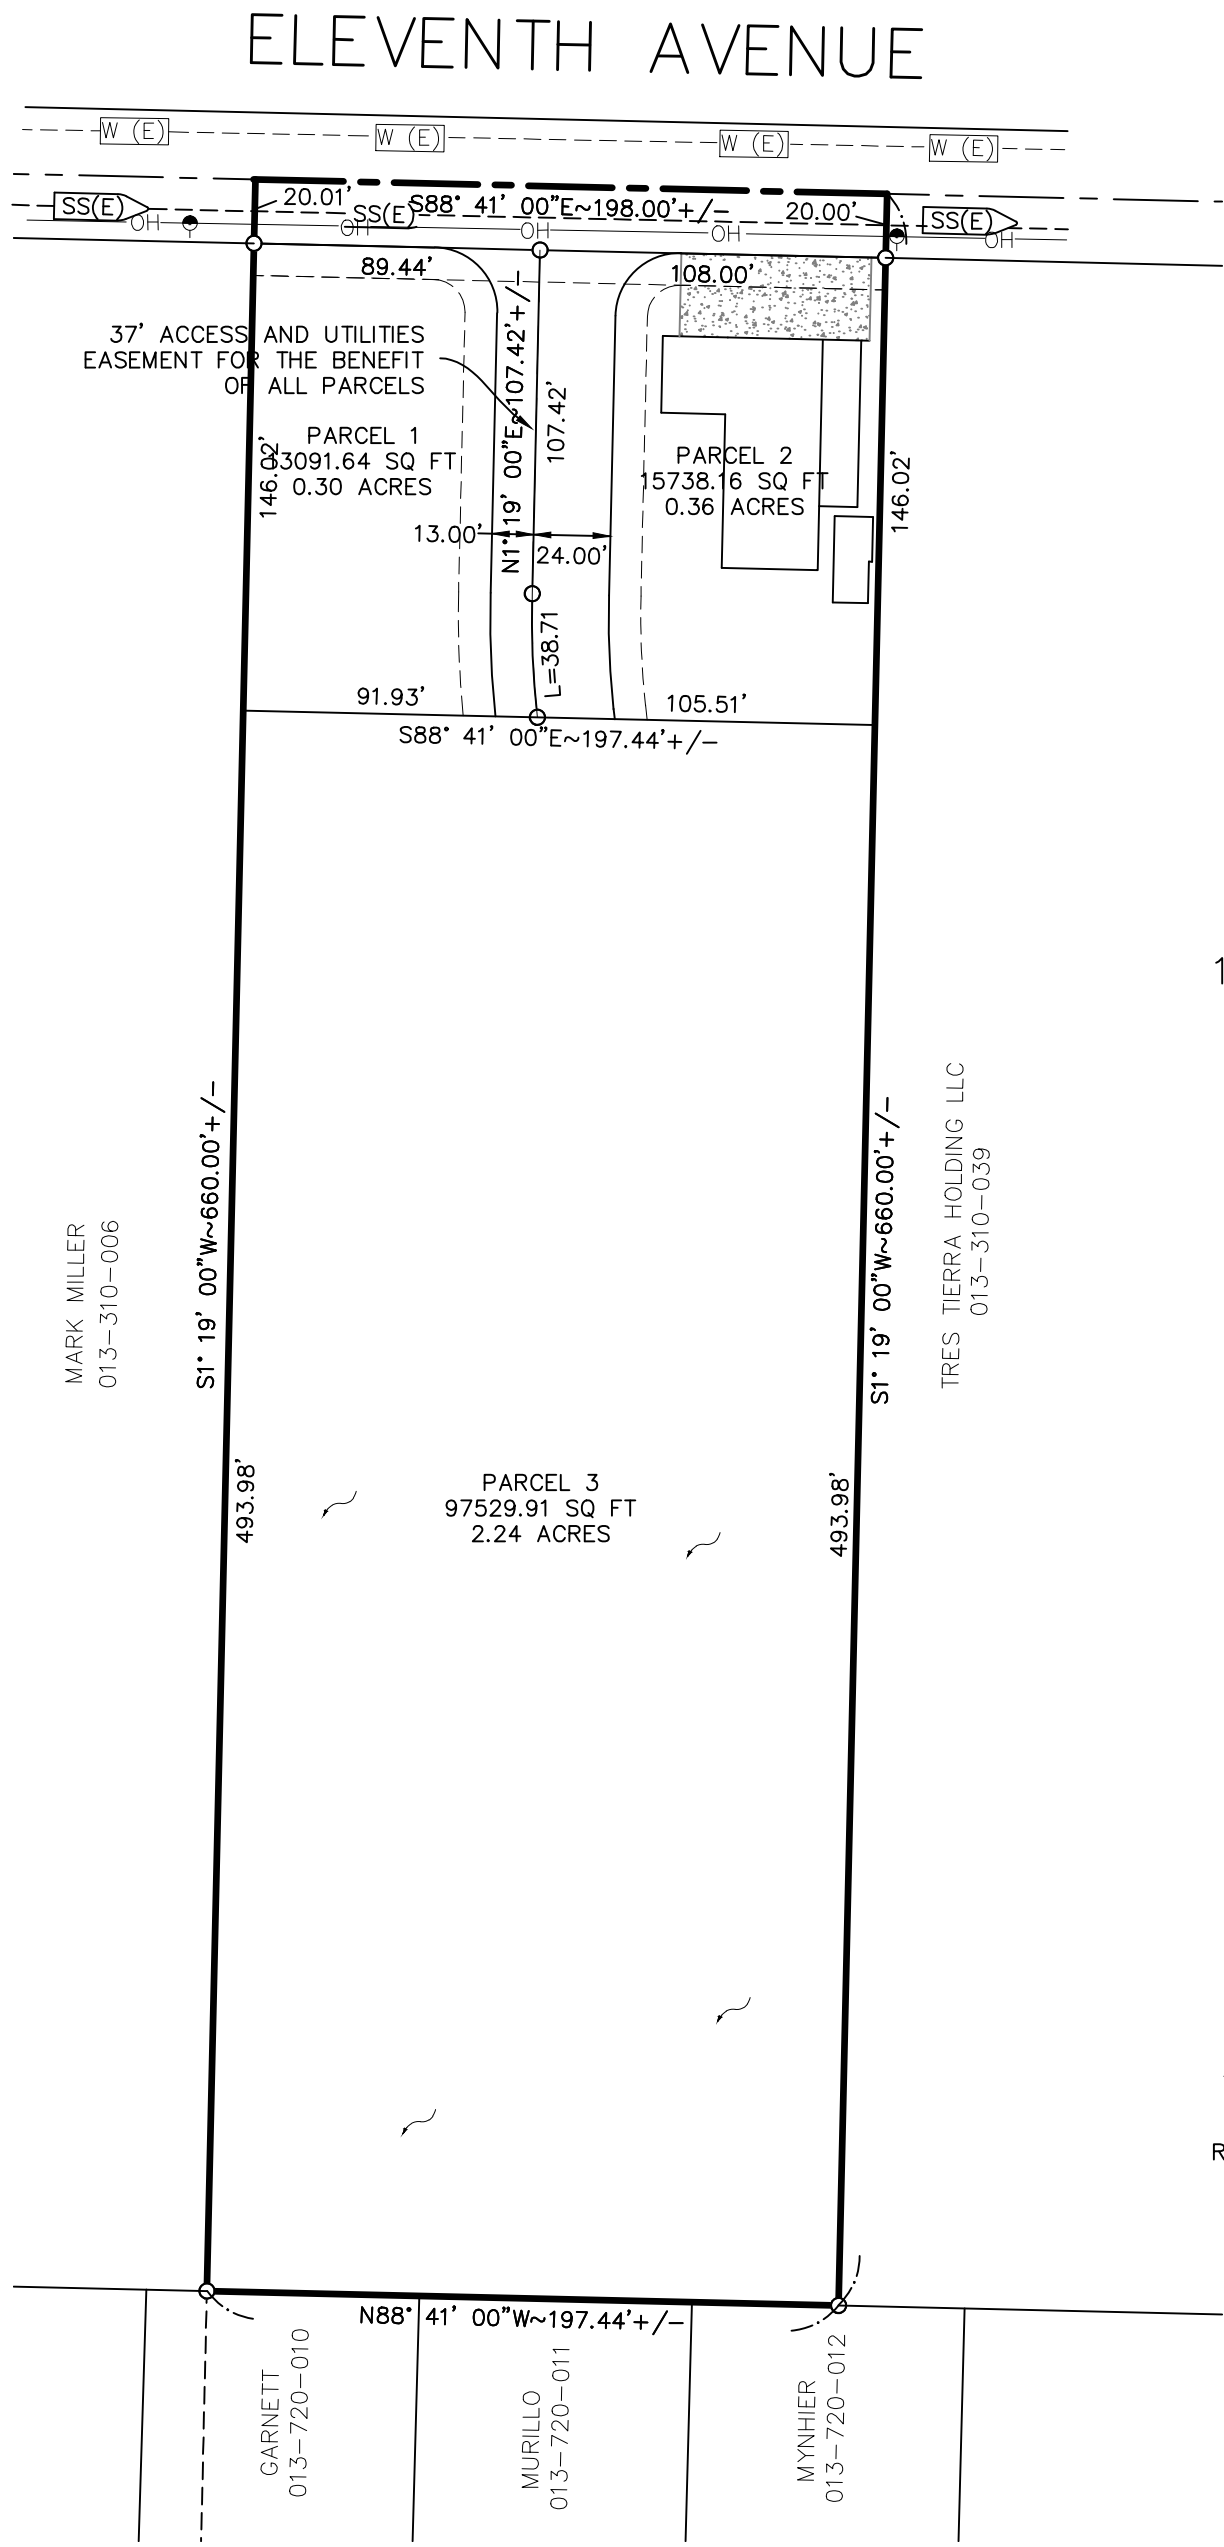 ELEVENTH AVENUE
W (E)
W (E)
W (E)
W (E)
SS(E)
20.01'
SS(E)
S88° 41' 00"E~198.00'+/-
20.00'
SS(E)
OH
OH
OH
OH
OH
89.44'
108.00'
37' ACCESS AND UTILITIES
EASEMENT FOR THE BENEFIT
OF ALL PARCELS
N1° 19' 00"E~107.42'+/-
107.42'
PARCEL 1
13091.64 SQ FT
0.30 ACRES
146.02'
PARCEL 2
15738.16 SQ FT
0.36 ACRES
146.02'
13.00'
24.00'
L=38.71
91.93'
105.51'
S88° 41' 00"E~197.44'+/-
1
MARK MILLER
013-310-006
S1° 19' 00"W~660.00'+/-
S1° 19' 00"W~660.00'+/-
TRES TIERRA HOLDING LLC
013-310-039
493.98'
PARCEL 3
97529.91 SQ FT
2.24 ACRES
493.98'
R
N88° 41' 00"W~197.44'+/-
GARNETT
013-720-010
MURILLO
013-720-011
MYNHIER
013-720-012